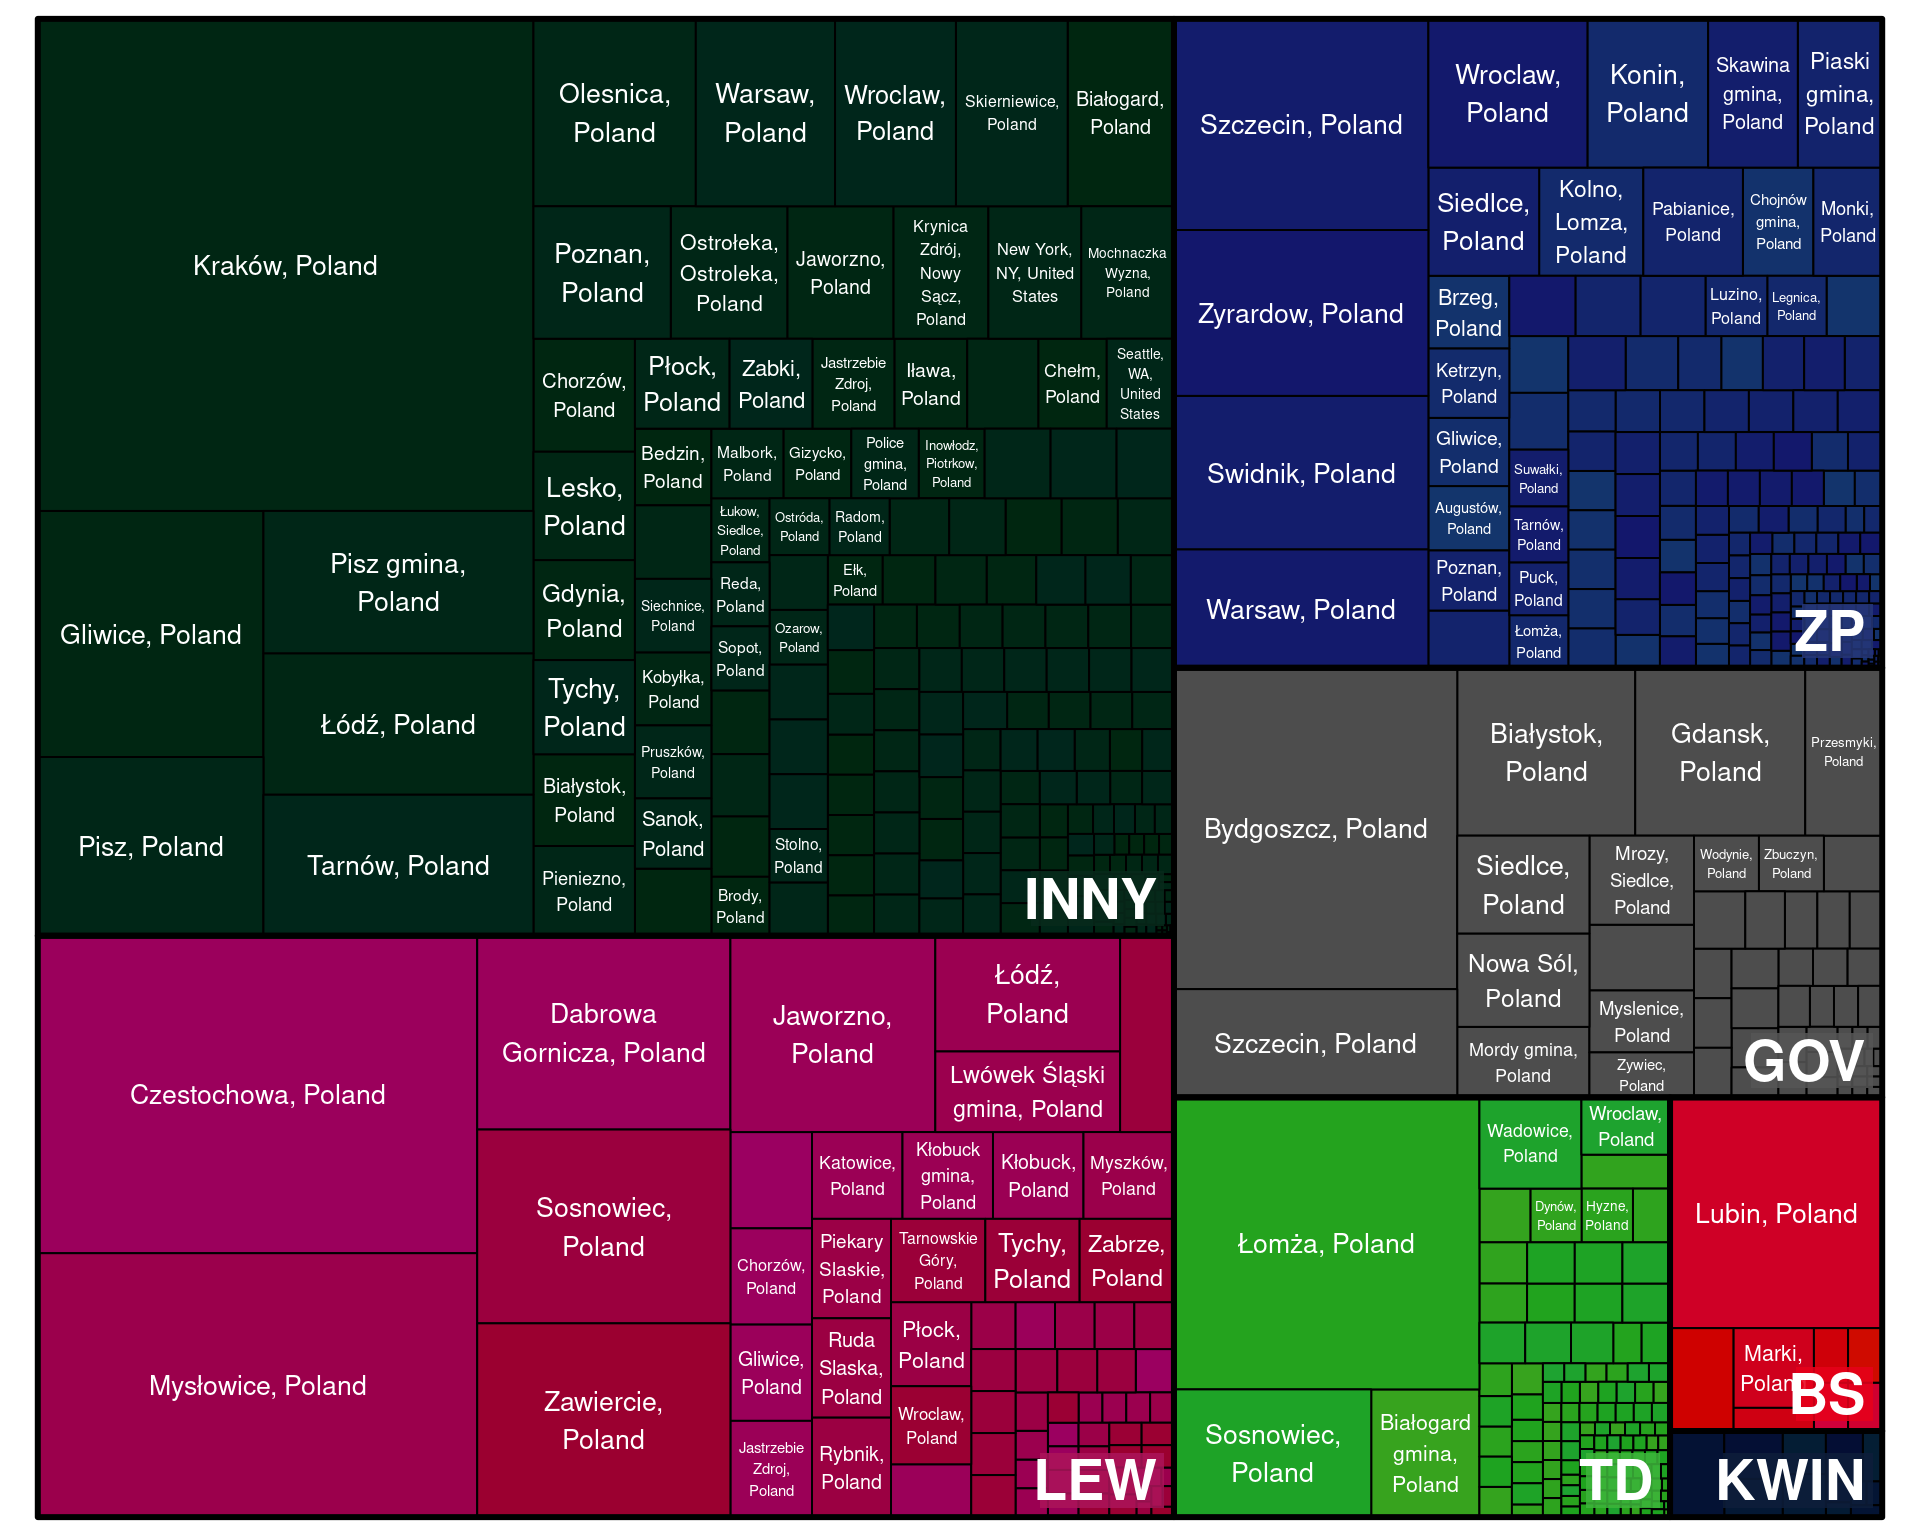 Kraków, Poland
Olesnica,
Poland
Warsaw,
Poland
Wroclaw,
Poland
Skierniewice,
Poland
Białogard,
Poland
Poznan,
Poland
Ostrołeka,
Ostroleka,
Poland
Jaworzno,
Poland
Krynica
Zdrój,
Nowy
Sącz,
Poland
New York,
NY, United
States
Mochnaczka
Wyzna,
Poland
Chorzów,
Poland
Płock,
Poland
Zabki,
Poland
Jastrzebie
Zdroj,
Poland
Iława,
Poland
Chełm,
Poland
Seattle,
WA,
United
States
Bedzin,
Poland
Malbork,
Poland
Gizycko,
Poland
Police
gmina,
Poland
Inowłodz,
Piotrkow,
Poland
Lesko,
Poland
Łukow,
Siedlce,
Poland
Ostróda,
Poland
Radom,
Poland
Gliwice, Poland
Pisz gmina,
Poland
Gdynia,
Poland
Siechnice,
Poland
Reda,
Poland
Ełk,
Poland
Sopot,
Poland
Ozarow,
Poland
Łódź, Poland
Tychy,
Poland
Kobyłka,
Poland
Pruszków,
Poland
Pisz, Poland
Tarnów, Poland
Białystok,
Poland
Sanok,
Poland
Stolno,
Poland
Pieniezno,
Poland
Brody,
Poland
INNY
Szczecin, Poland
Wroclaw,
Poland
Konin,
Poland
Skawina
gmina,
Poland
Piaski
gmina,
Poland
Siedlce,
Poland
Kolno,
Lomza,
Poland
Pabianice,
Poland
Chojnów
gmina,
Poland
Monki,
Poland
Zyrardow, Poland
Brzeg,
Poland
Luzino,
Poland
Legnica,
Poland
Ketrzyn,
Poland
Swidnik, Poland
Gliwice,
Poland
Suwałki,
Poland
Augustów,
Poland
Tarnów,
Poland
Warsaw, Poland
Poznan,
Poland
Puck,
Poland
Łomża,
Poland
ZP
Bydgoszcz, Poland
Białystok,
Poland
Gdansk,
Poland
Przesmyki,
Poland
Siedlce,
Poland
Mrozy,
Siedlce,
Poland
Wodynie,
Poland
Zbuczyn,
Poland
Nowa Sól,
Poland
Szczecin, Poland
Myslenice,
Poland
Mordy gmina,
Poland
Zywiec,
Poland
GOV
Czestochowa, Poland
Dabrowa
Gornicza, Poland
Jaworzno,
Poland
Łódź,
Poland
Lwówek Śląski
gmina, Poland
Sosnowiec,
Poland
Katowice,
Poland
Kłobuck
gmina,
Poland
Kłobuck,
Poland
Myszków,
Poland
Chorzów,
Poland
Piekary
Slaskie,
Poland
Tarnowskie
Góry,
Poland
Tychy,
Poland
Zabrze,
Poland
Mysłowice, Poland
Zawiercie,
Poland
Gliwice,
Poland
Ruda
Slaska,
Poland
Płock,
Poland
Wroclaw,
Poland
Jastrzebie
Zdroj,
Poland
Rybnik,
Poland
LEW
Łomża, Poland
Wadowice,
Poland
Wroclaw,
Poland
Dynów,
Poland
Hyzne,
Poland
Sosnowiec,
Poland
Białogard
gmina,
Poland
TD
Lubin, Poland
Marki,
Poland
BS
KWIN